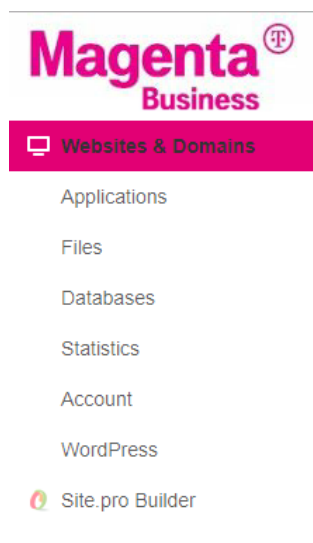 Magenta
Business
Websites & Domains
Applications
Files
Databases
Statistics
Account
WordPress
Site.pro Builder